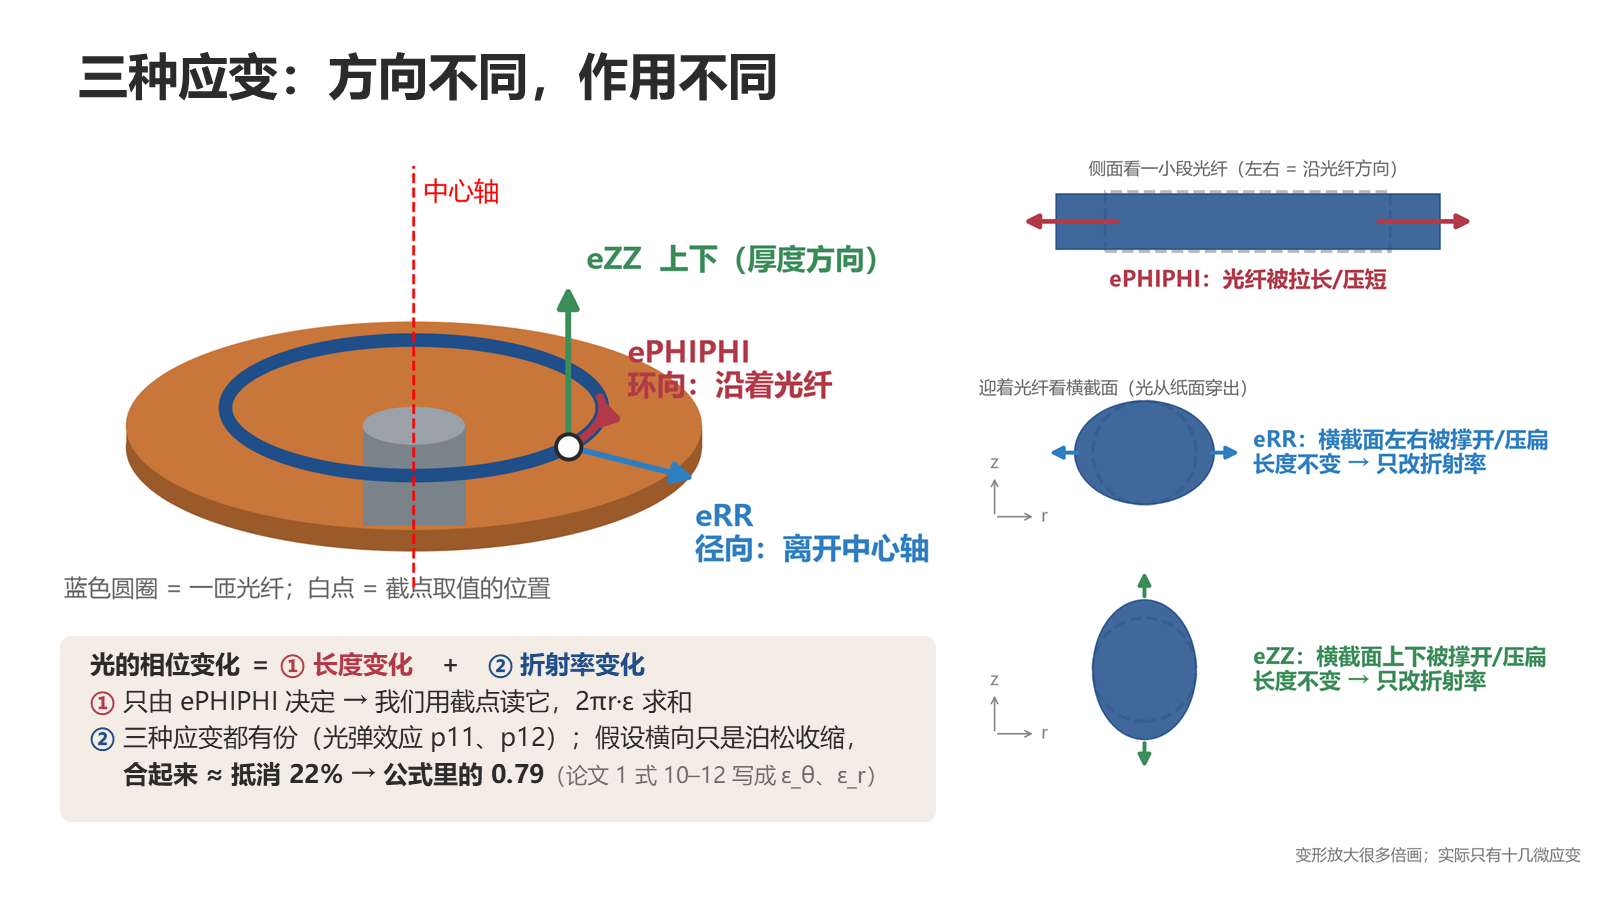 三种应变：方向不同，作用不同
中心轴
eZZ 上下（厚度方向）
ePHIPHI
环向：沿着光纤
eRR
径向：离开中心轴
蓝色圆圈 = 一匝光纤；白点 = 截点取值的位置
光的相位变化 = ① 长度变化 + ② 折射率变化
① 只由 ePHIPHI 决定 → 我们用截点读它，2πr·ε 求和
② 三种应变都有份（光弹效应 p11、p12）；假设横向只是泊松收缩，
合起来 ≈ 抵消 22% → 公式里的 0.79（论文 1 式 10–12 写成 ε_θ、ε_r）
侧面看一小段光纤（左右 = 沿光纤方向）
ePHIPHI：光纤被拉长/压短
迎着光纤看横截面（光从纸面穿出）
z
r
eRR：横截面左右被撑开/压扁
长度不变 → 只改折射率
z
r
eZZ：横截面上下被撑开/压扁
长度不变 → 只改折射率
变形放大很多倍画；实际只有十几微应变